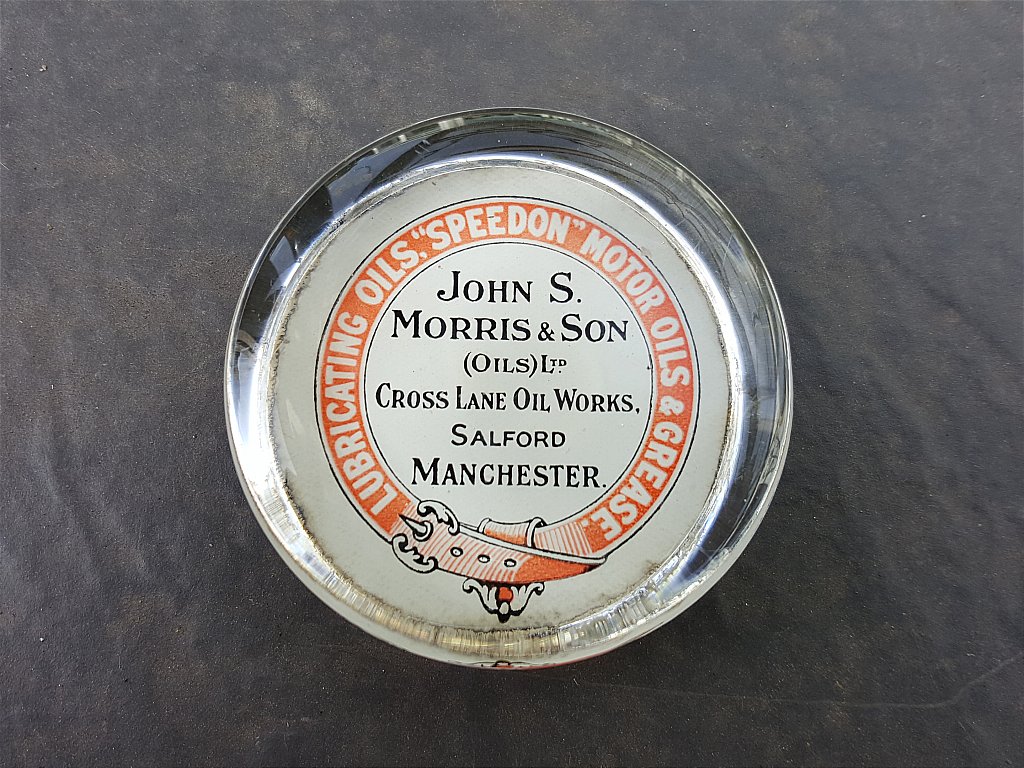 LUBRICATING OILS, "SPEEDON" MOTOR OILS & GREASE.
JOHN S.
MORRIS & SON
(OILS) LTD
CROSS LANE OIL WORKS,
SALFORD
MANCHESTER.